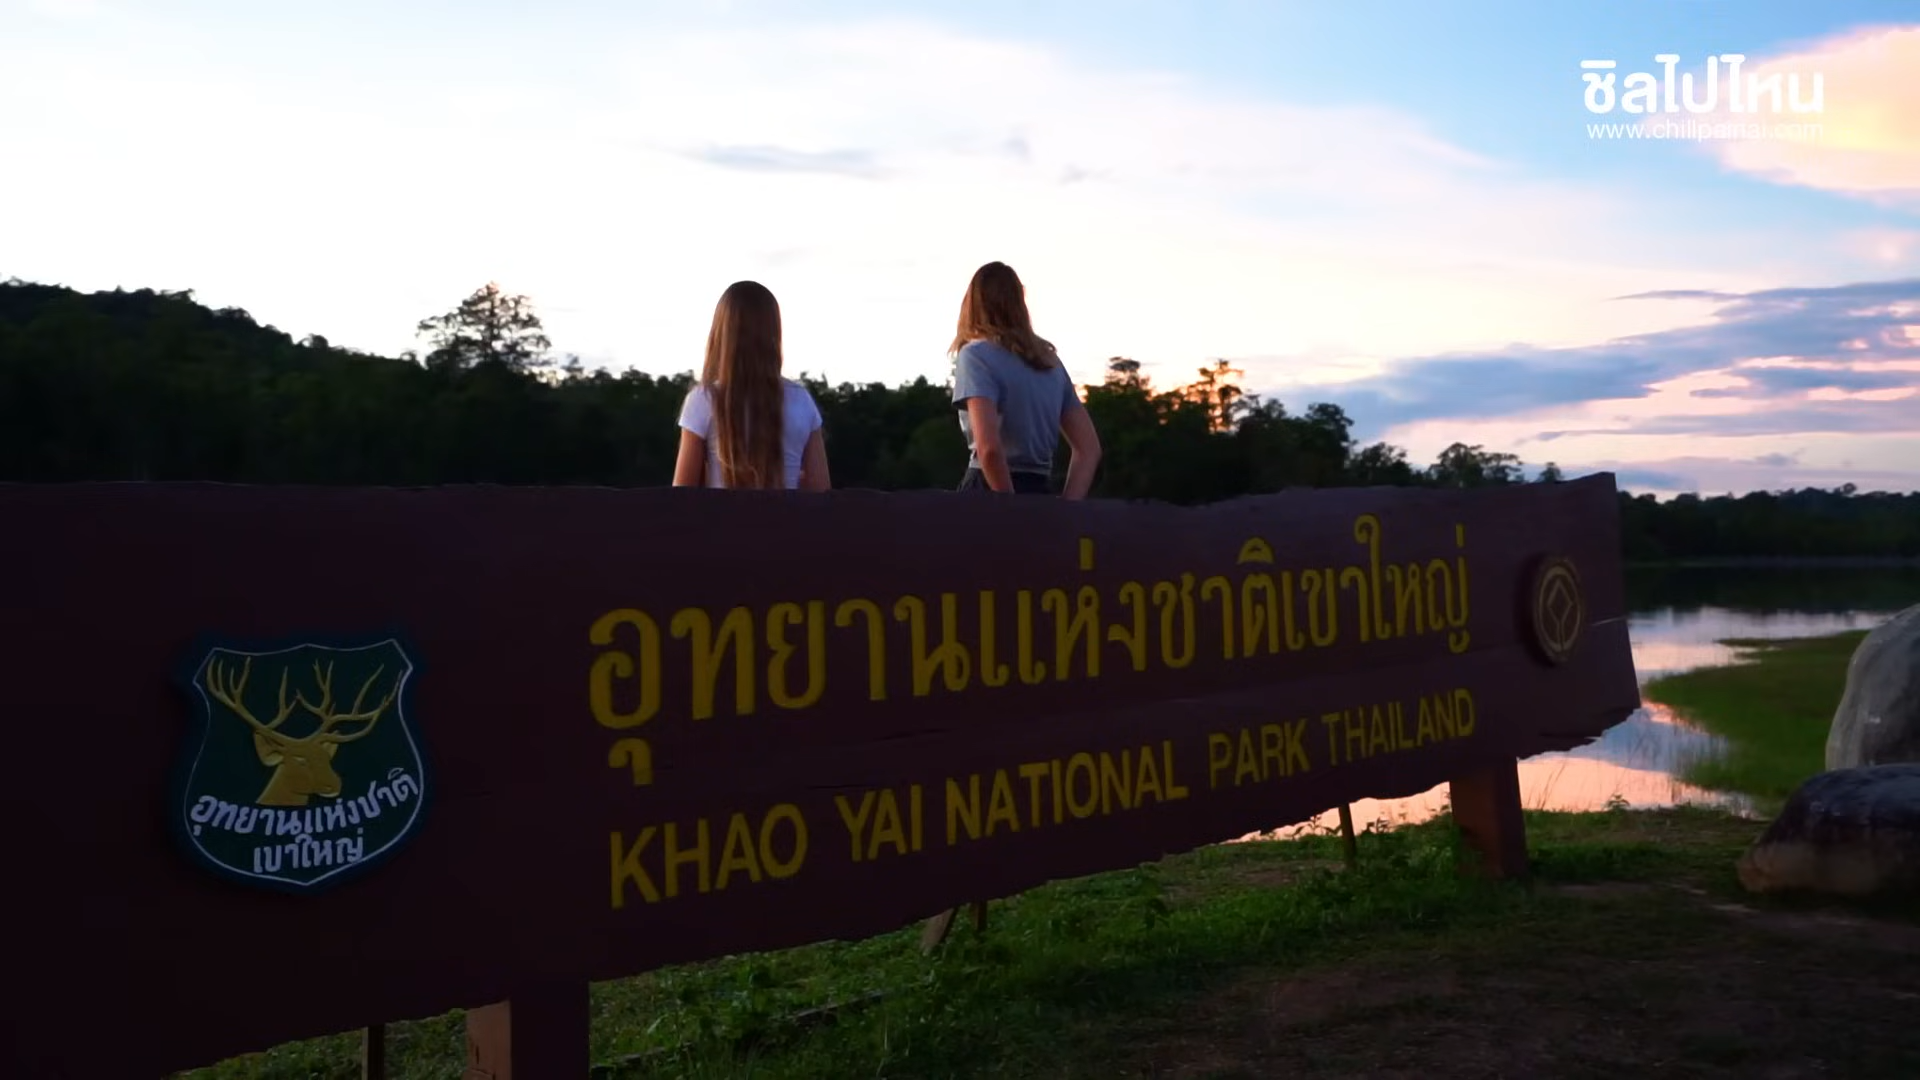 ชิลไปไหน
www.chillpainai.com
อุทยานแห่งชาติเขาใหญ่
KHAO YAI NATIONAL PARK THAILAND
อุทยานแห่งชาติ
เขาใหญ่